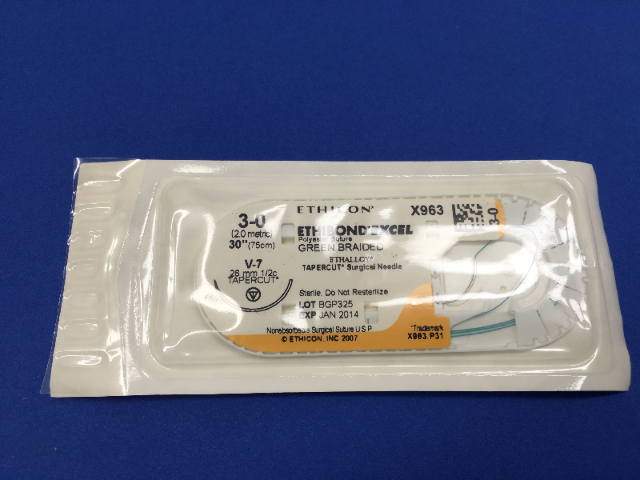 ETHICON* X963
3-0
3-0
(2.0 metric)
30"(75cm)
ETHIBOND*EXCEL
Polyester Suture
GREEN BRAIDED
V-7
26 mm 1/2c
TAPERCUT*
ETHALLOY*
TAPERCUT* Surgical Needle
Sterile. Do Not Resterilize
LOT BGP325
EXP JAN 2014
Nonabsorbable Surgical Suture U.S.P.
© ETHICON, INC 2007
*Trademark
X963.P31